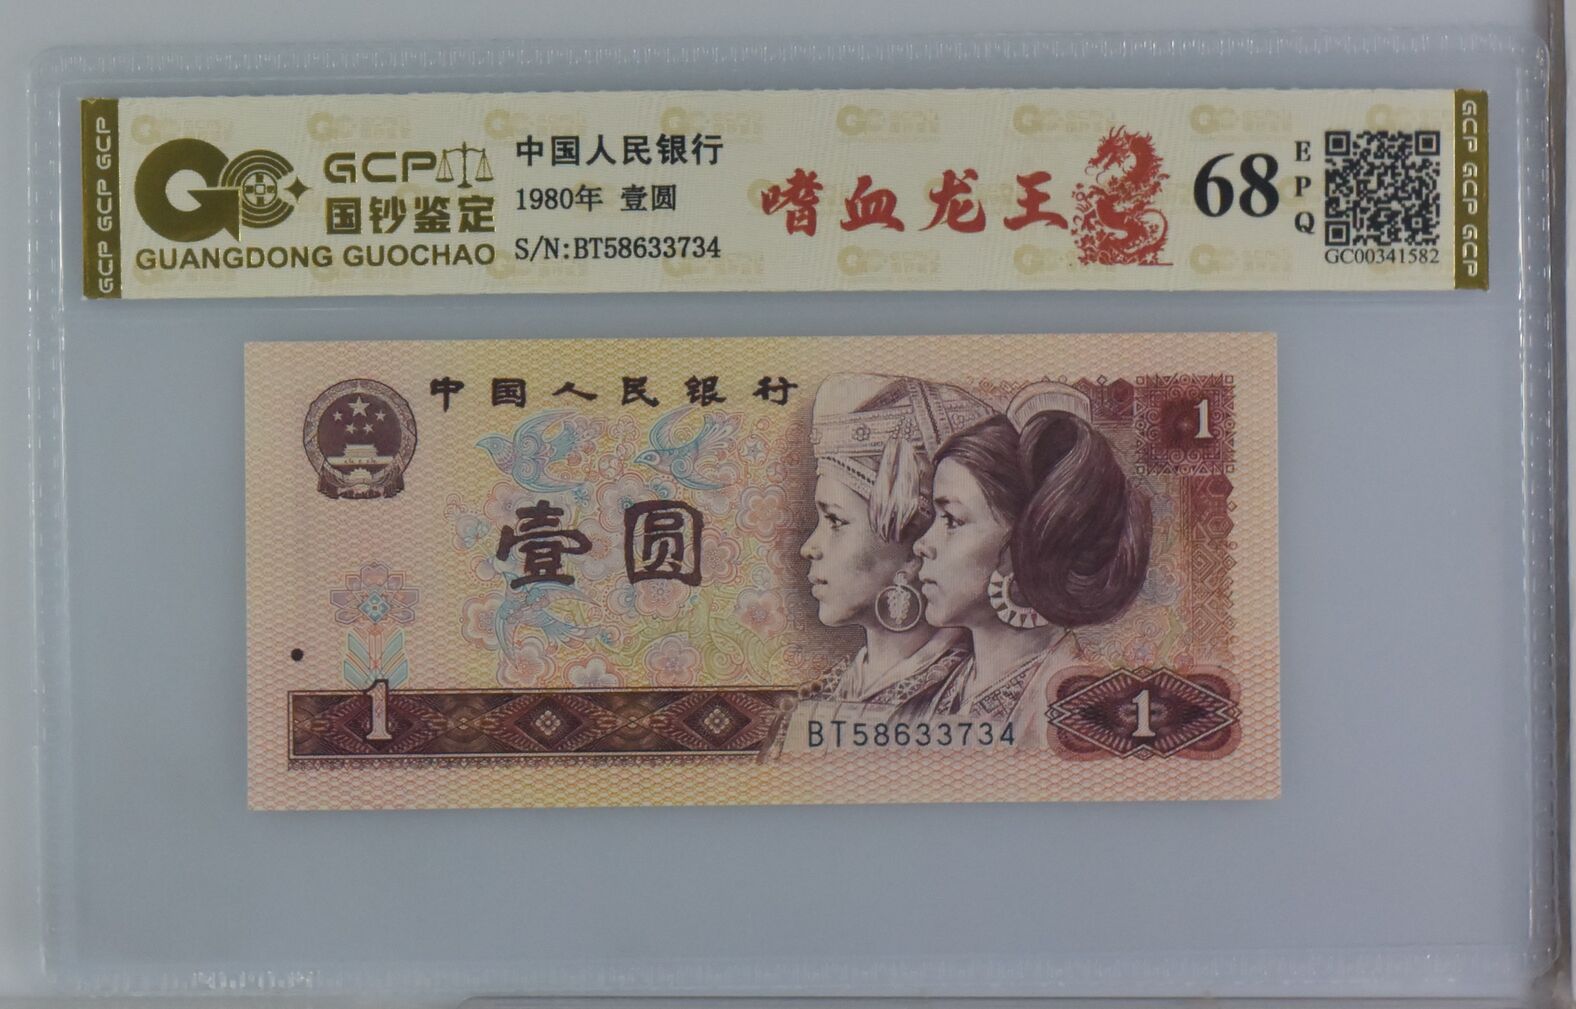 GCP GCP GCP
GCP
国钞鉴定
GUANGDONG GUOCHAO
中国人民银行
1980年 壹圆
S/N:BT58633734
嗜血龙王
68
EPQ
GC00341582
GCP GCP GCP
中国人民银行
1
壹圆
1
BT58633734
1